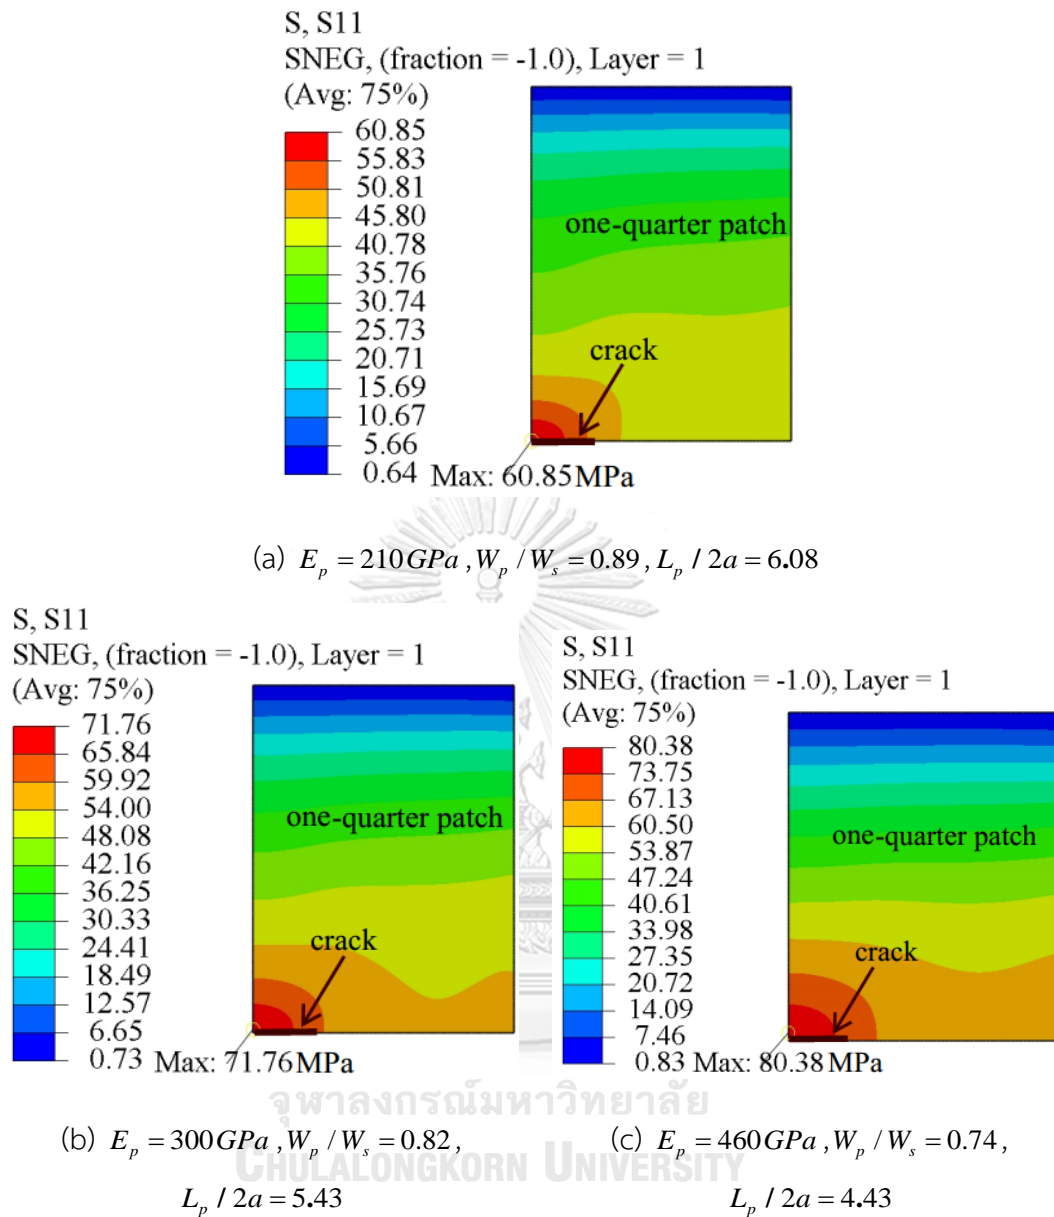 S, S11
SNEG, (fraction = -1.0), Layer = 1
(Avg: 75%)
60.85
55.83
50.81
45.80
40.78
35.76
30.74
25.73
20.71
15.69
10.67
5.66
0.64
one-quarter patch
crack
Max: 60.85MPa
(a) E_p = 210GPa , W_p / W_s = 0.89 , L_p / 2a = 6.08
S, S11
SNEG, (fraction = -1.0), Layer = 1
(Avg: 75%)
71.76
65.84
59.92
54.00
48.08
42.16
36.25
30.33
24.41
18.49
12.57
6.65
0.73
one-quarter patch
crack
Max: 71.76MPa
S, S11
SNEG, (fraction = -1.0), Layer = 1
(Avg: 75%)
80.38
73.75
67.13
60.50
53.87
47.24
40.61
33.98
27.35
20.72
14.09
7.46
0.83
one-quarter patch
crack
Max: 80.38MPa
จุฬาลงกรณ์มหาวิทยาลัย
CHULALONGKORN UNIVERSITY
(b) E_p = 300GPa , W_p / W_s = 0.82 ,
L_p / 2a = 5.43
(c) E_p = 460GPa , W_p / W_s = 0.74 ,
L_p / 2a = 4.43